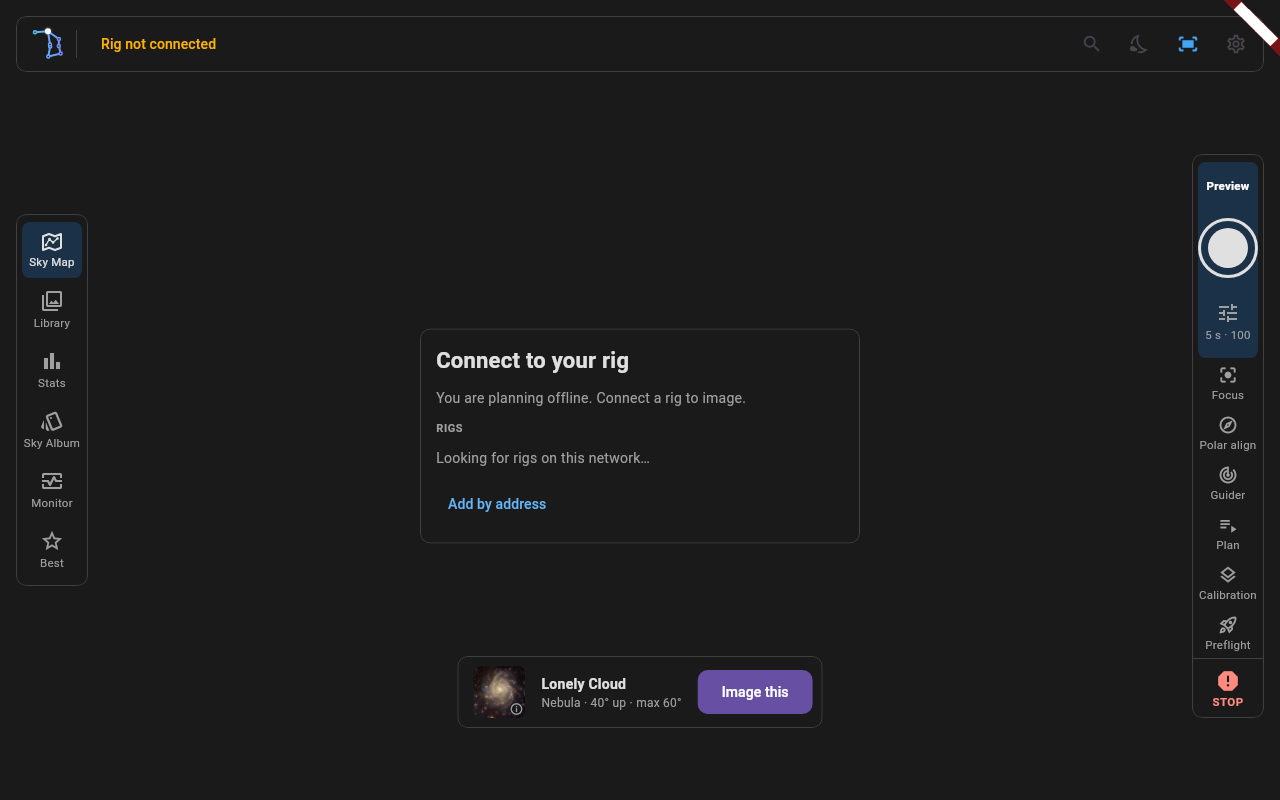 Rig not connected
Sky Map
Library
Stats
Sky Album
Monitor
Best
Connect to your rig
You are planning offline. Connect a rig to image.
RIGS
Looking for rigs on this network…
Add by address
Lonely Cloud
Nebula · 40° up · max 60°
Image this
Preview
5 s · 100
Focus
Polar align
Guider
Plan
Calibration
Preflight
STOP